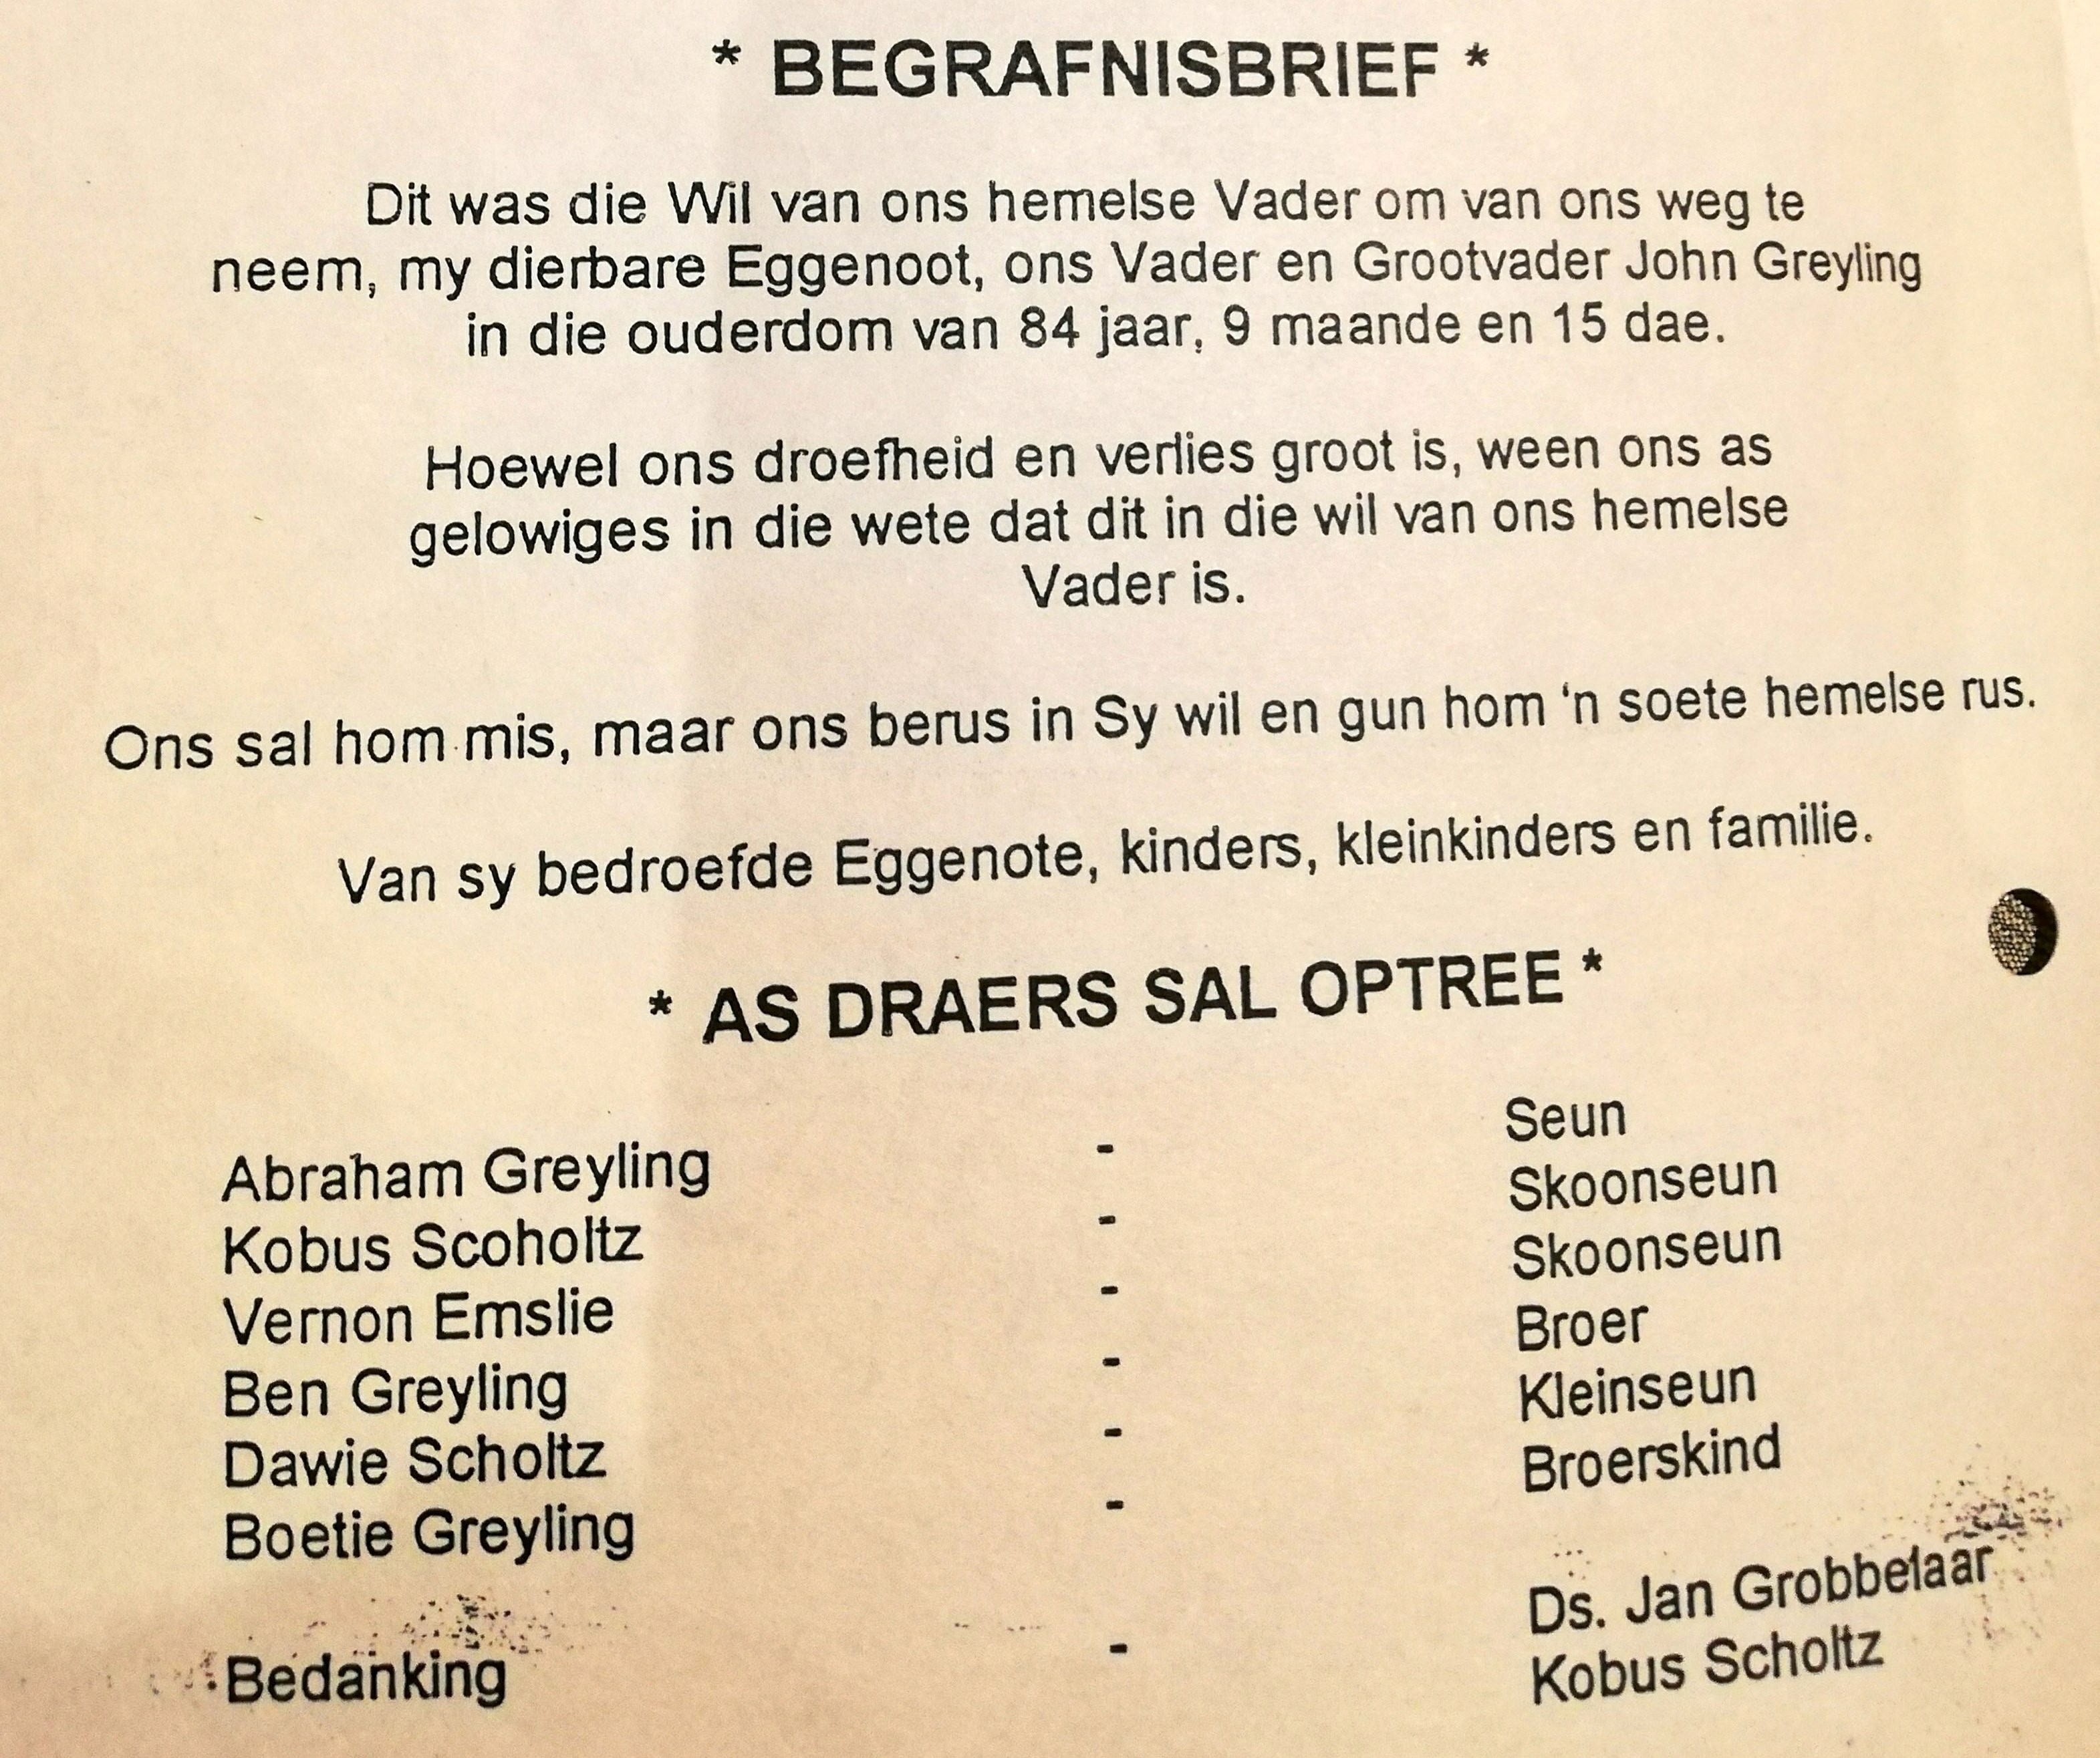 * BEGRAFNISBRIEF *
Dit was die Wil van ons hemelse Vader om van ons weg te
neem, my dierbare Eggenoot, ons Vader en Grootvader John Greyling
in die ouderdom van 84 jaar, 9 maande en 15 dae.
Hoewel ons droefheid en verlies groot is, ween ons as
gelowiges in die wete dat dit in die wil van ons hemelse
Vader is.
Ons sal hom mis, maar ons berus in Sy wil en gun hom 'n soete hemelse rus.
Van sy bedroefde Eggenote, kinders, kleinkinders en familie.
* AS DRAERS SAL OPTREE *
Abraham Greyling - Seun
Kobus Scoholtz - Skoonseun
Vernon Emslie - Skoonseun
Ben Greyling - Broer
Dawie Scholtz - Kleinseun
Boetie Greyling - Broerskind
Ds. Jan Grobbelaar
Bedanking - Kobus Scholtz